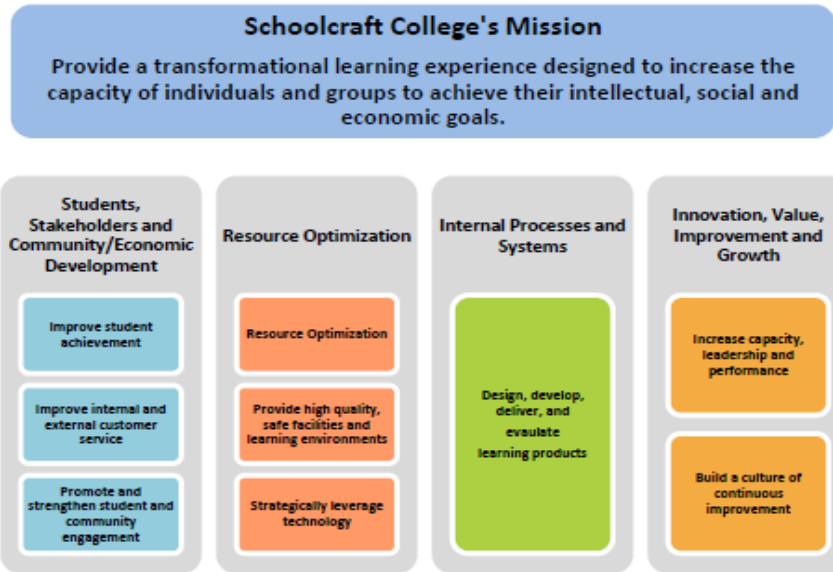 Schoolcraft College's Mission
Provide a transformational learning experience designed to increase the
capacity of individuals and groups to achieve their intellectual, social and
economic goals.
Students,
Stakeholders and
Community/Economic
Development
Improve student
achievement
Improve internal and
external customer
service
Promote and
strengthen student and
community
engagement
Resource Optimization
Resource Optimization
Provide high quality,
safe facilities and
learning environments
Strategically leverage
technology
Internal Processes and
Systems
Design, develop,
deliver, and
evaulate
learning products
Innovation, Value,
Improvement and
Growth
Increase capacity,
leadership and
performance
Build a culture of
continuous
improvement